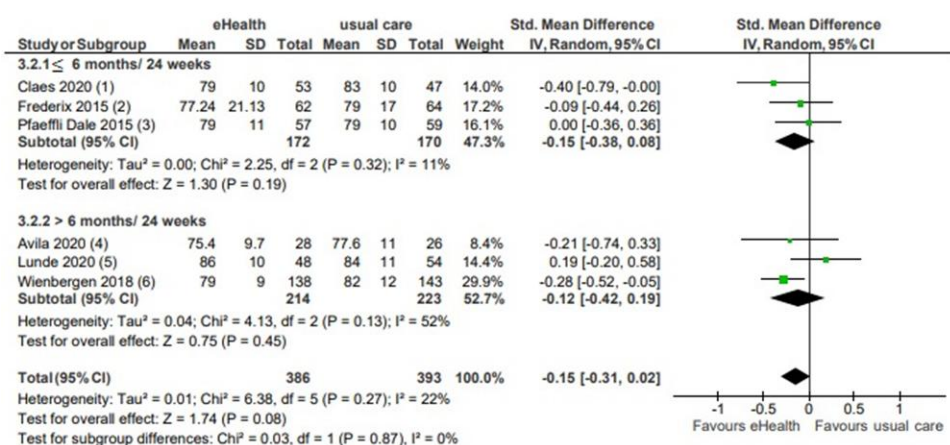 eHealth usual care Std. Mean Difference Std. Mean Difference
Study or Subgroup Mean SD Total Mean SD Total Weight IV, Random, 95% CI IV, Random, 95% CI
3.2.1 ≤ 6 months/ 24 weeks
Claes 2020 (1) 79 10 53 83 10 47 14.0% -0.40 [-0.79, -0.00]
Frederix 2015 (2) 77.24 21.13 62 79 17 64 17.2% -0.09 [-0.44, 0.26]
Pfaeffli Dale 2015 (3) 79 11 57 79 10 59 16.1% 0.00 [-0.36, 0.36]
Subtotal (95% CI) 172 170 47.3% -0.15 [-0.38, 0.08]
Heterogeneity: Tau² = 0.00; Chi² = 2.25, df = 2 (P = 0.32); I² = 11%
Test for overall effect: Z = 1.30 (P = 0.19)
3.2.2 > 6 months/ 24 weeks
Avila 2020 (4) 75.4 9.7 28 77.6 11 26 8.4% -0.21 [-0.74, 0.33]
Lunde 2020 (5) 86 10 48 84 11 54 14.4% 0.19 [-0.20, 0.58]
Wienbergen 2018 (6) 79 9 138 82 12 143 29.9% -0.28 [-0.52, -0.05]
Subtotal (95% CI) 214 223 52.7% -0.12 [-0.42, 0.19]
Heterogeneity: Tau² = 0.04; Chi² = 4.13, df = 2 (P = 0.13); I² = 52%
Test for overall effect: Z = 0.75 (P = 0.45)
Total (95% CI) 386 393 100.0% -0.15 [-0.31, 0.02]
Heterogeneity: Tau² = 0.01; Chi² = 6.38, df = 5 (P = 0.27); I² = 22%
Test for overall effect: Z = 1.74 (P = 0.08)
Test for subgroup differences: Chi² = 0.03, df = 1 (P = 0.87), I² = 0%
-1 -0.5 0 0.5 1
Favours eHealth Favours usual care